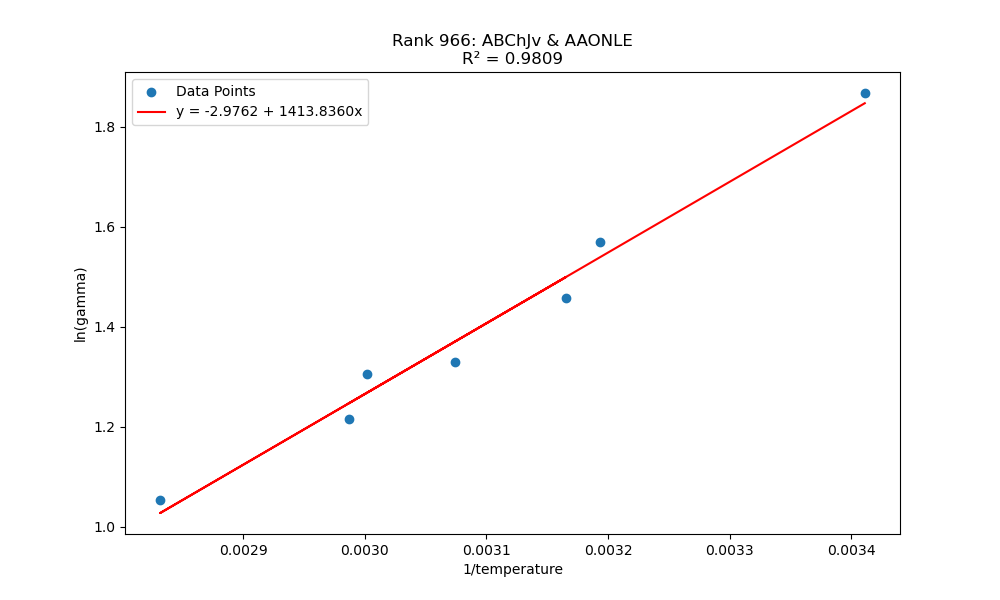 Rank 966: ABChJv & AAONLE
R² = 0.9809
Data Points
y = -2.9762 + 1413.8360x
ln(gamma)
1.8
1.6
1.4
1.2
1.0
0.0029 0.0030 0.0031 0.0032 0.0033 0.0034
1/temperature